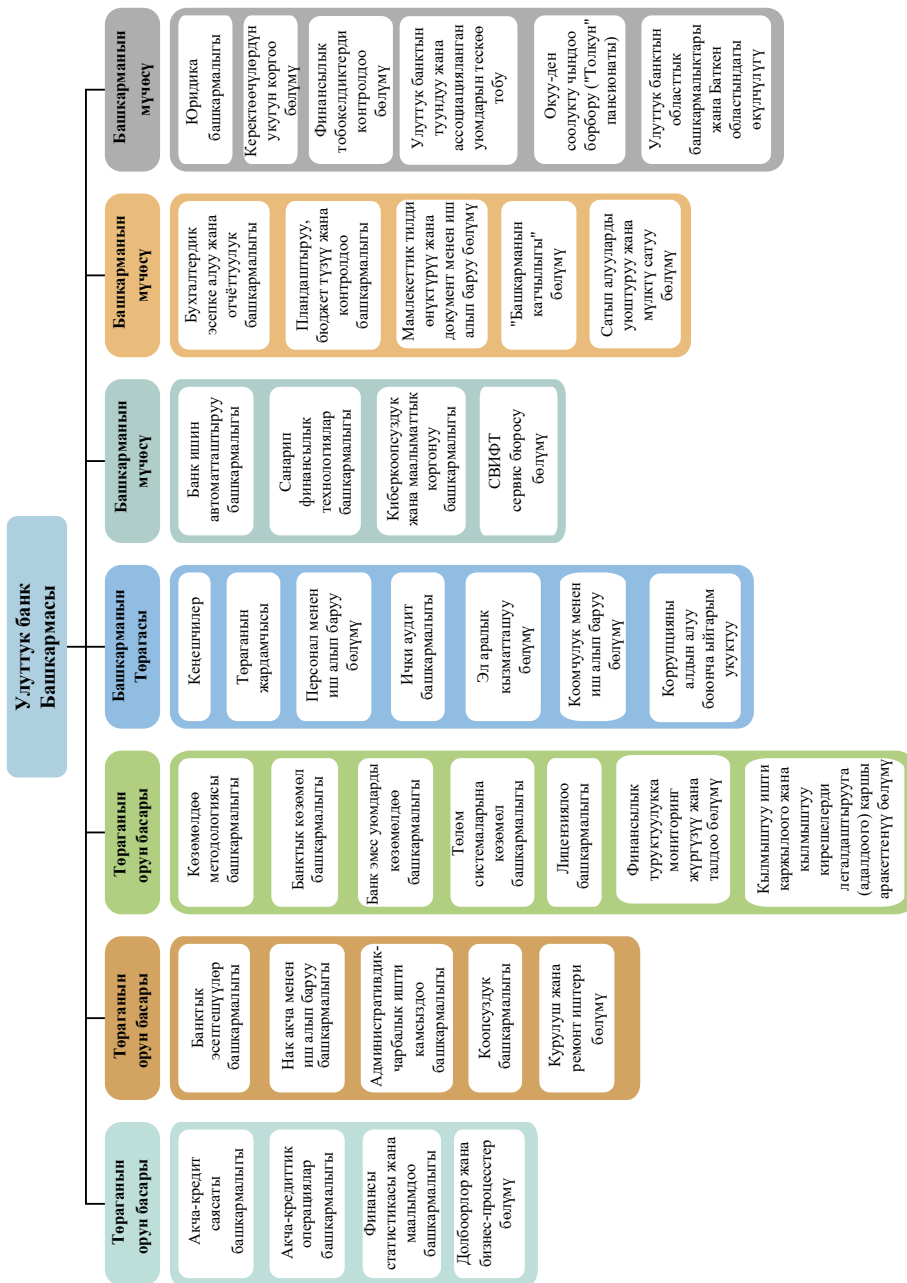 Улуттук банк
Башкармасы
Төраганын
орун басары
Акча-кредит
саясаты
башкармалыгы
Акча-кредиттик
операциялар
башкармалыгы
Финансы
статистикасы жана
маалымдоо
башкармалыгы
Долбоорлор жана
бизнес-процесстер
бөлүмү
Төраганын
орун басары
Банктык
эсептешүүлөр
башкармалыгы
Нак акча менен
иш алып баруу
башкармалыгы
Административдик-
чарбалык ишти
камсыздоо
башкармалыгы
Коопсуздук
башкармалыгы
Курулуш жана
ремонт иштери
бөлүмү
Төраганын
орун басары
Көзөмөлдөө
методологиясы
башкармалыгы
Банктык көзөмөл
башкармалыгы
Банк эмес уюмдарды
көзөмөлдөө
башкармалыгы
Төлөм
системаларына
көзөмөл
башкармалыгы
Лицензиялоо
башкармалыгы
Финансылык
туруктуулукка
мониторинг
жүргүзүү жана
талдоо бөлүмү
Кылмыштуу ишти
каржылоого жана
кылмыштуу
кирешелерди
легалдаштырууга
(адалдоого) каршы
аракеттенүү бөлүмү
Башкарманын
Төрагасы
Кеңешчилер
Төраганын
жардамчысы
Персонал менен
иш алып баруу
бөлүмү
Ички аудит
башкармалыгы
Эл аралык
кызматташуу
бөлүмү
Коомчулук менен
иш алып баруу
бөлүмү
Коррупцияны
алдын алуу
боюнча ыйгарым
укуктуу
Башкарманын
мүчөсү
Банк ишин
автоматташтыруу
башкармалыгы
Санарип
финансылык
технологиялар
башкармалыгы
Киберкоопсуздук
жана маалыматтык
коргонуу
башкармалыгы
СВИФТ
сервис бюросу
бөлүмү
Башкарманын
мүчөсү
Бухгалтердик
эсепке алуу жана
отчёттуулук
башкармалыгы
Пландаштыруу,
бюджет түзүү жана
контролдоо
башкармалыгы
Мамлекеттик тилди
өнүктүрүү жана
документ менен иш
алып баруу бөлүмү
"Башкарманын
катчылыгы"
бөлүмү
Сатып алууларды
уюштуруу жана
мүлктү сатуу
бөлүмү
Башкарманын
мүчөсү
Юридика
башкармалыгы
Керектөөчүлөрдүн
укугун коргоо
бөлүмү
Финансылык
тобокелдиктерди
контролдоо
бөлүмү
Улуттук банктын
туундуу жана
ассоциацияланган
уюмдарын тескөө
тобу
Окуу-ден
соолукту чыңдоо
борбору ("Толкун"
пансионаты)
Улуттук банктын
областтык
башкармалыктары
жана Баткен
областындагы
өкүлчүлүгү